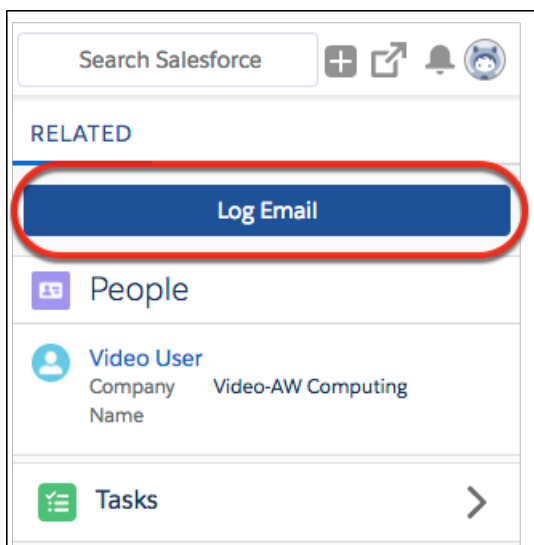 Search Salesforce
RELATED
Log Email
People
Video User
Company Video-AW Computing
Name
Tasks